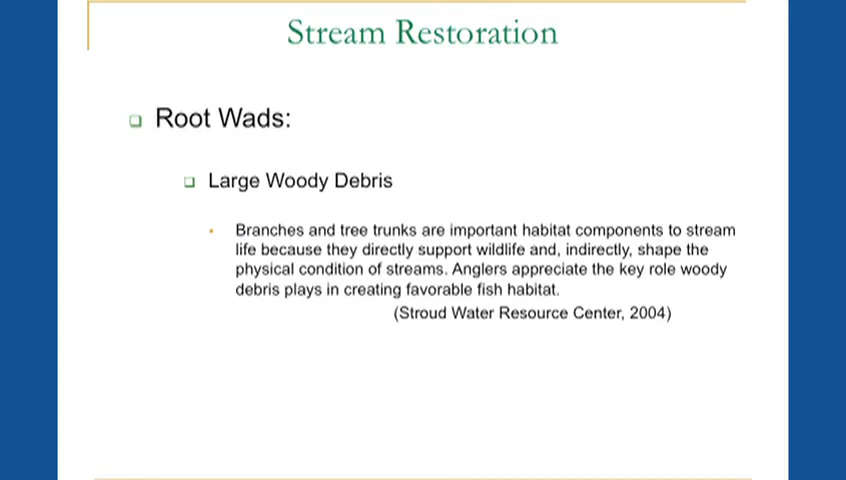 Stream Restoration
Root Wads:
Large Woody Debris
Branches and tree trunks are important habitat components to stream
life because they directly support wildlife and, indirectly, shape the
physical condition of streams. Anglers appreciate the key role woody
debris plays in creating favorable fish habitat.
(Stroud Water Resource Center, 2004)